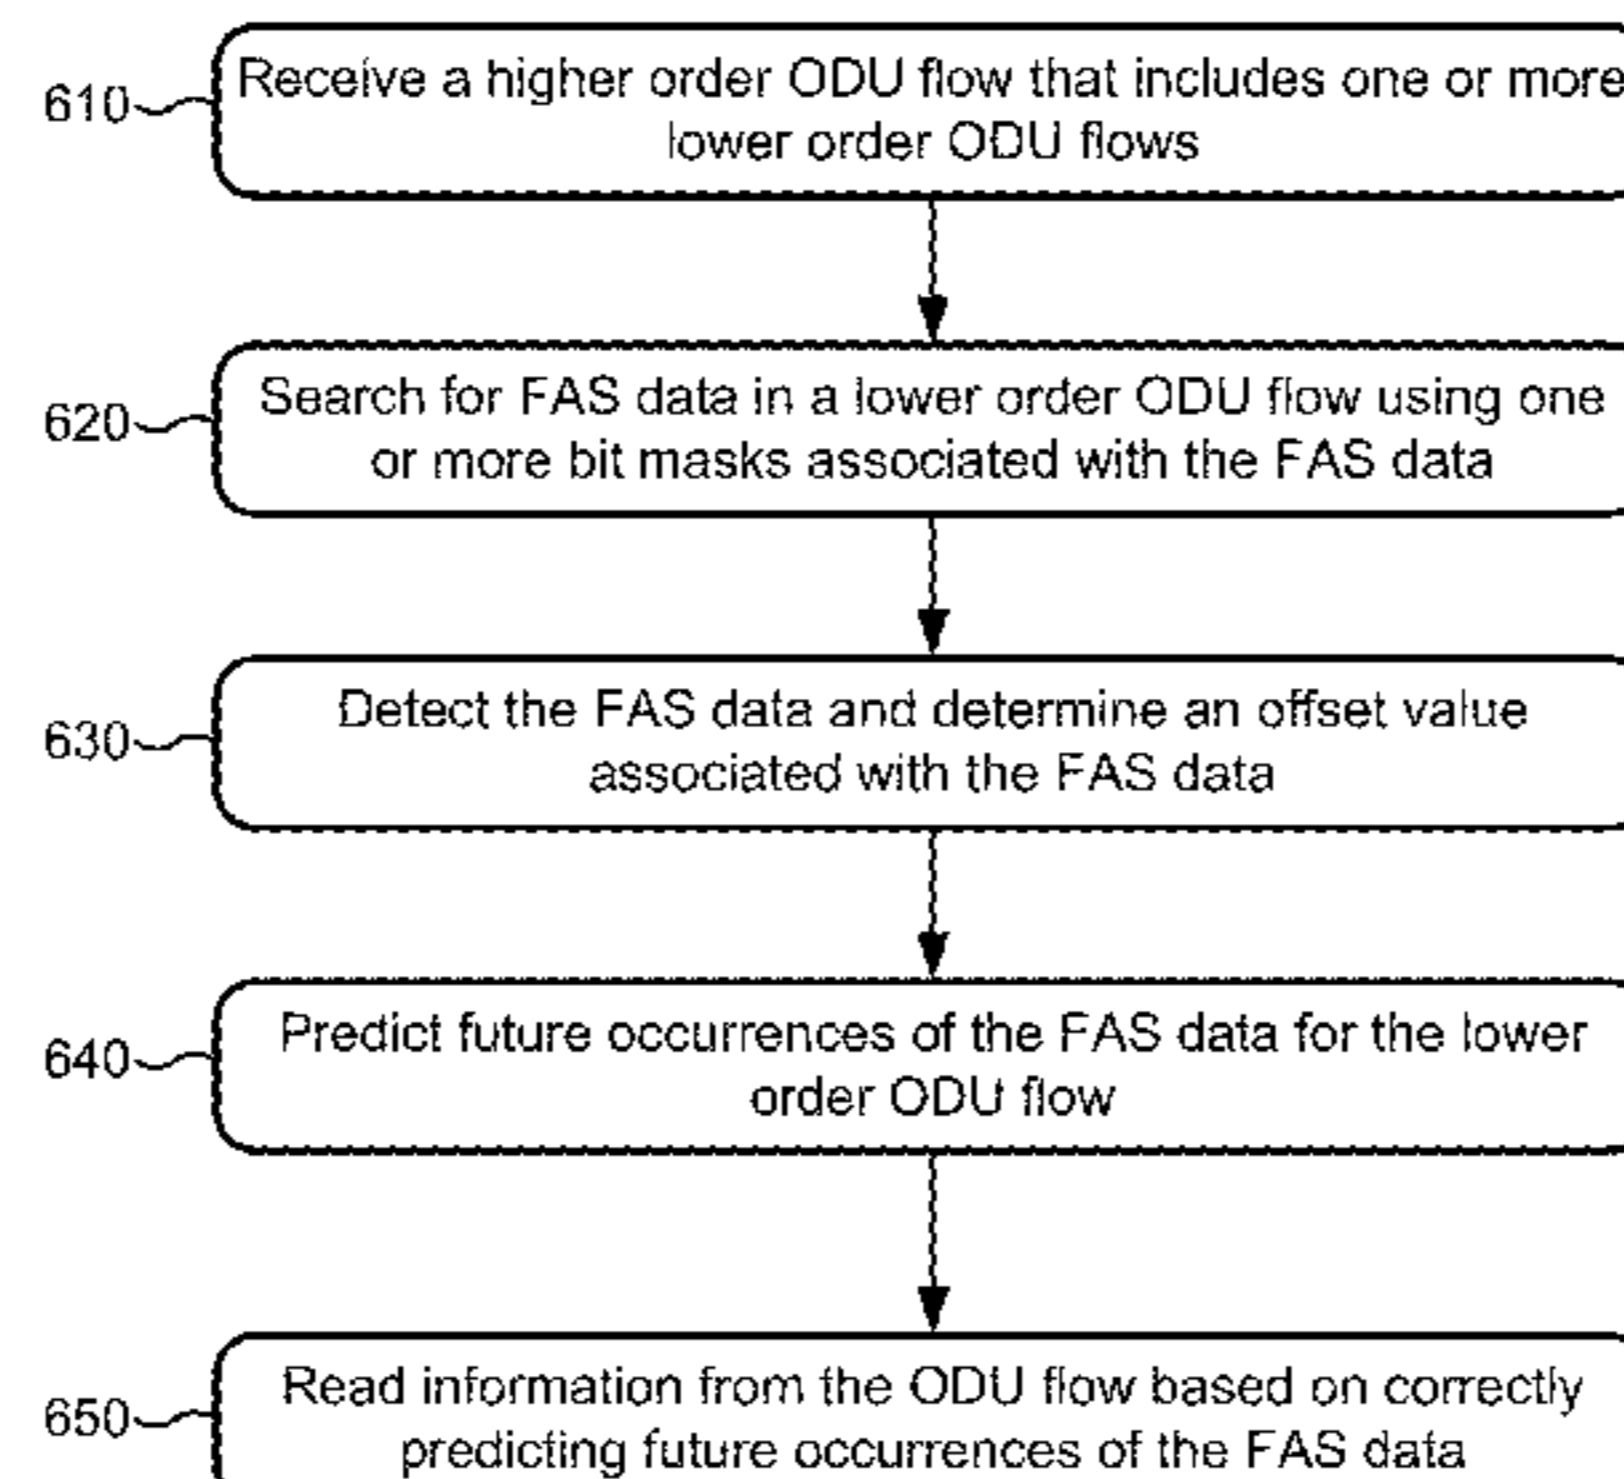 610
Receive a higher order ODU flow that includes one or more
lower order ODU flows
620
Search for FAS data in a lower order ODU flow using one
or more bit masks associated with the FAS data
630
Detect the FAS data and determine an offset value
associated with the FAS data
640
Predict future occurrences of the FAS data for the lower
order ODU flow
650
Read information from the ODU flow based on correctly
predicting future occurrences of the FAS data